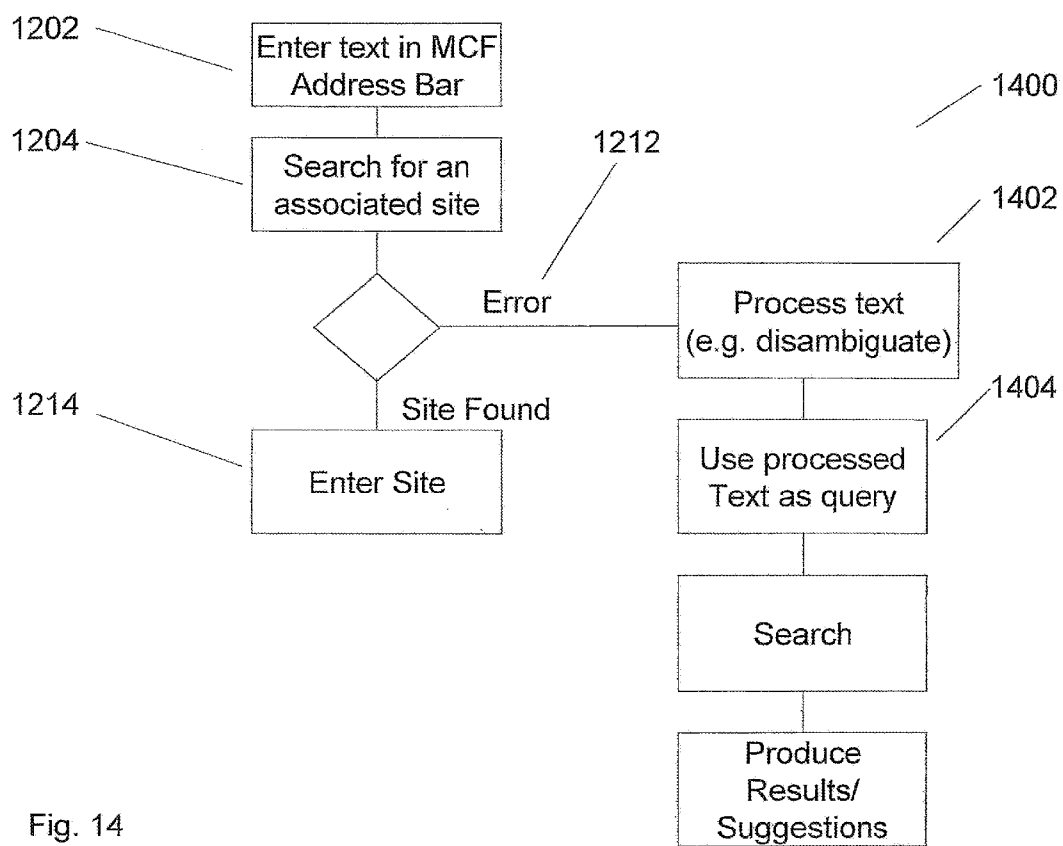 1202
Enter text in MCF
Address Bar
1400
1204
Search for an
associated site
1212
1402
Error
Process text
(e.g. disambiguate)
1214
Site Found
1404
Enter Site
Use processed
Text as query
Search
Produce
Results/
Suggestions
Fig. 14